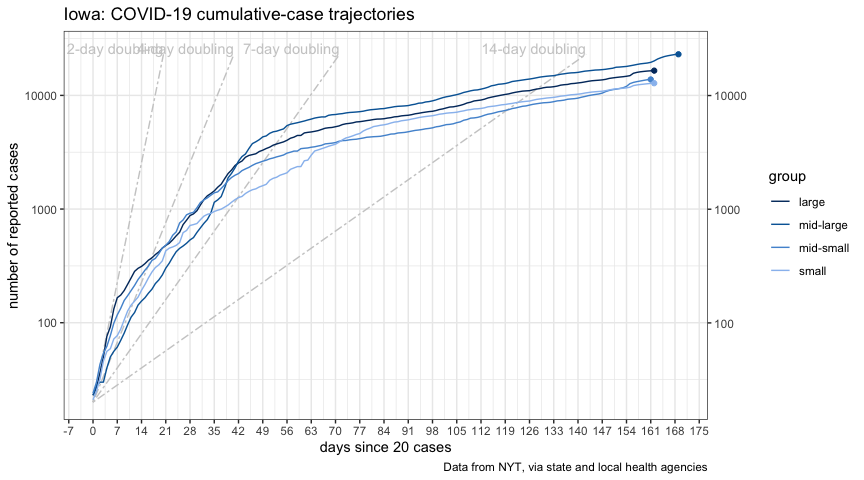 Iowa: COVID-19 cumulative-case trajectories
2-day doubling 4-day doubling 7-day doubling 14-day doubling
10000 10000
1000 1000
100 100
number of reported cases
group
large
mid-large
mid-small
small
-7 0 7 14 21 28 35 42 49 56 63 70 77 84 91 98 105 112 119 126 133 140 147 154 161 168 175
days since 20 cases
Data from NYT, via state and local health agencies